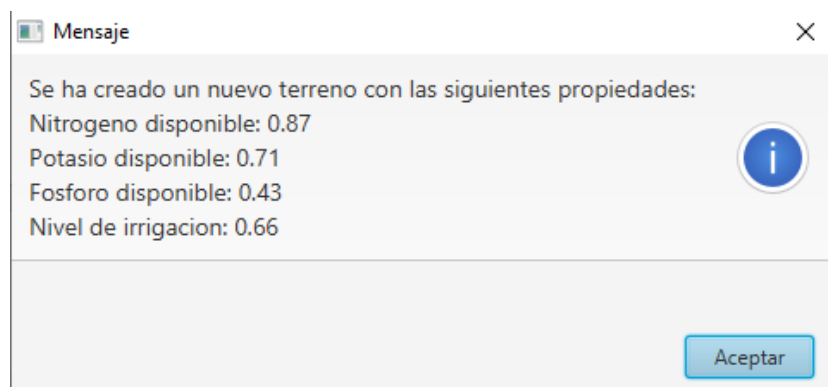 Mensaje
Se ha creado un nuevo terreno con las siguientes propiedades:
Nitrogeno disponible: 0.87
Potasio disponible: 0.71
Fosforo disponible: 0.43
Nivel de irrigacion: 0.66
Aceptar